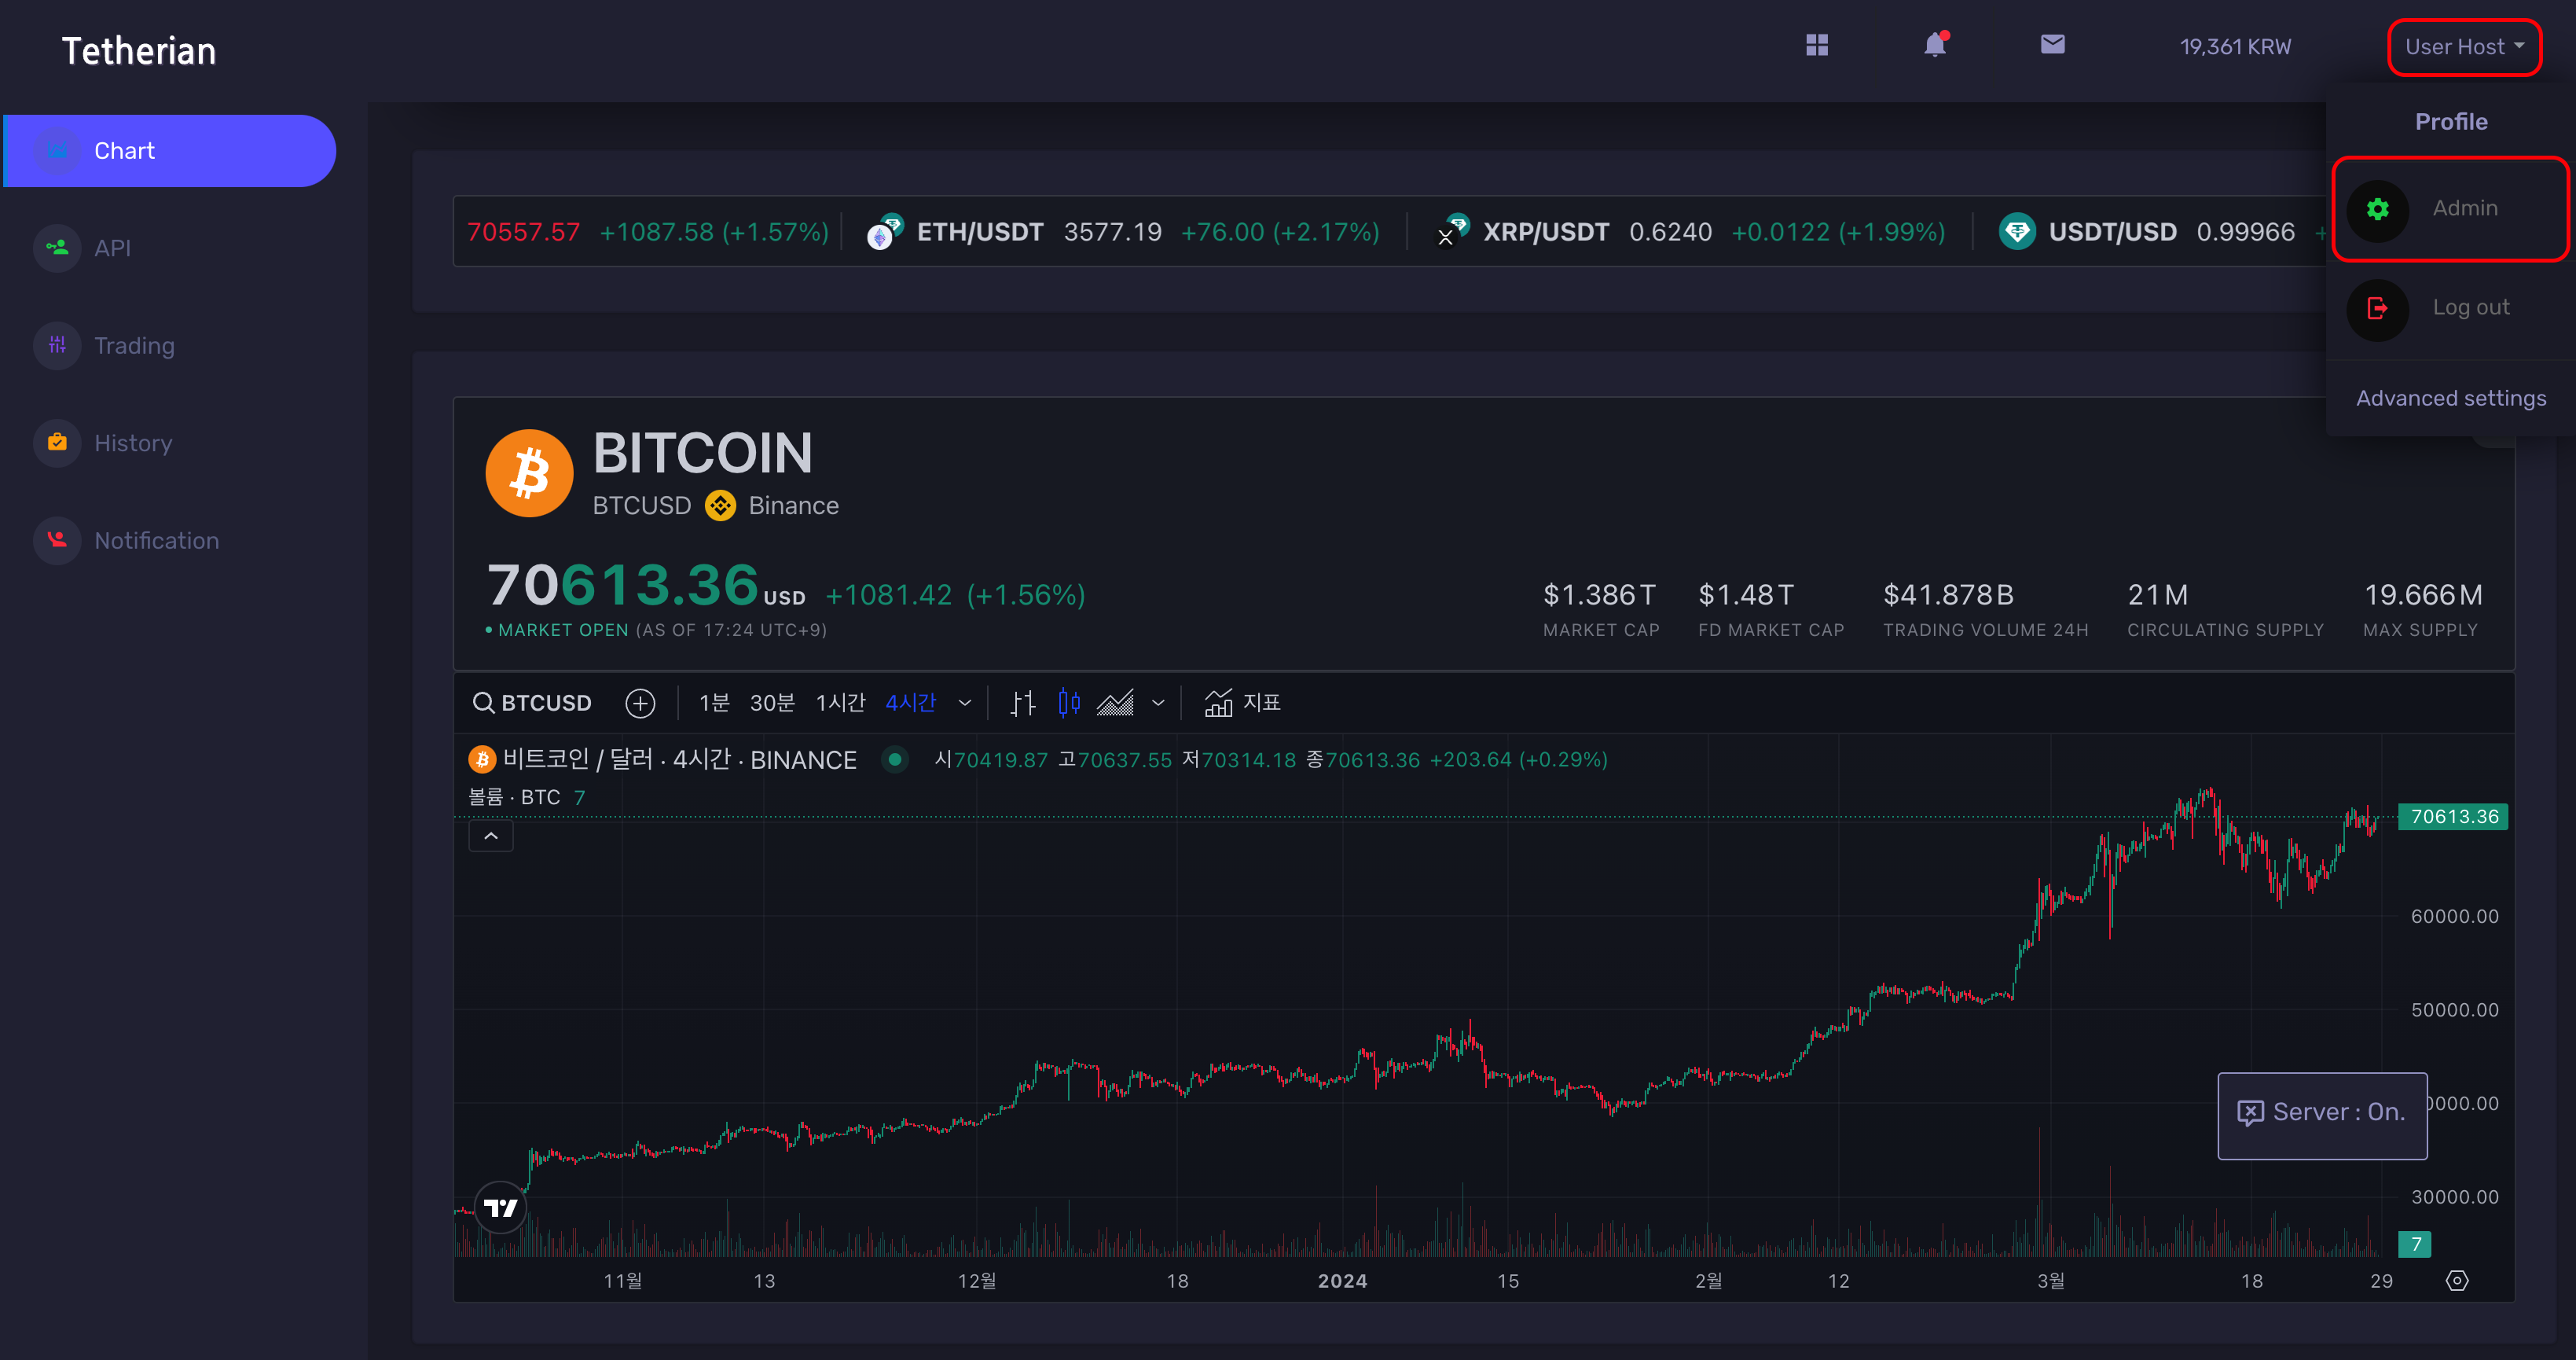 Tetherian
19,361 KRW
User Host
Profile
Admin
Log out
Advanced settings
Chart
API
Trading
History
Notification
70557.57 +1087.58 (+1.57%) ETH/USDT 3577.19 +76.00 (+2.17%) XRP/USDT 0.6240 +0.0122 (+1.99%) USDT/USD 0.99966 +
BITCOIN
BTCUSD Binance
70613.36 USD +1081.42 (+1.56%)
MARKET OPEN (AS OF 17:24 UTC+9)
$1.386T $1.48T $41.878B 21M 19.666M
MARKET CAP FD MARKET CAP TRADING VOLUME 24H CIRCULATING SUPPLY MAX SUPPLY
BTCUSD 1분 30분 1시간 4시간 지표
비트코인 / 달러 · 4시간 · BINANCE 시70419.87 고70637.55 저70314.18 종70613.36 +203.64 (+0.29%)
볼륨 · BTC 7
70613.36
60000.00
50000.00
0000.00
Server : On.
30000.00
7
11월 13 12월 18 2024 15 2월 12 3월 18 29